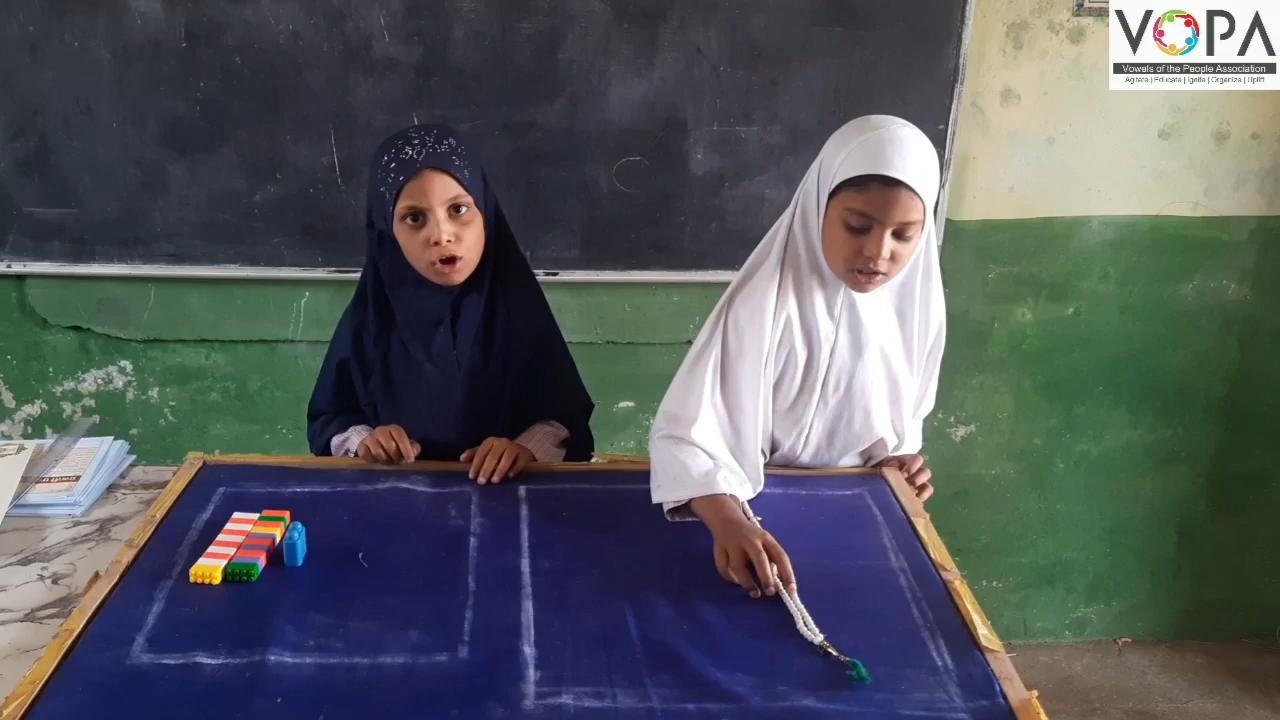 VOPA
Vowels of the People Association
Agitate | Educate | Ignite | Organize | Uplift